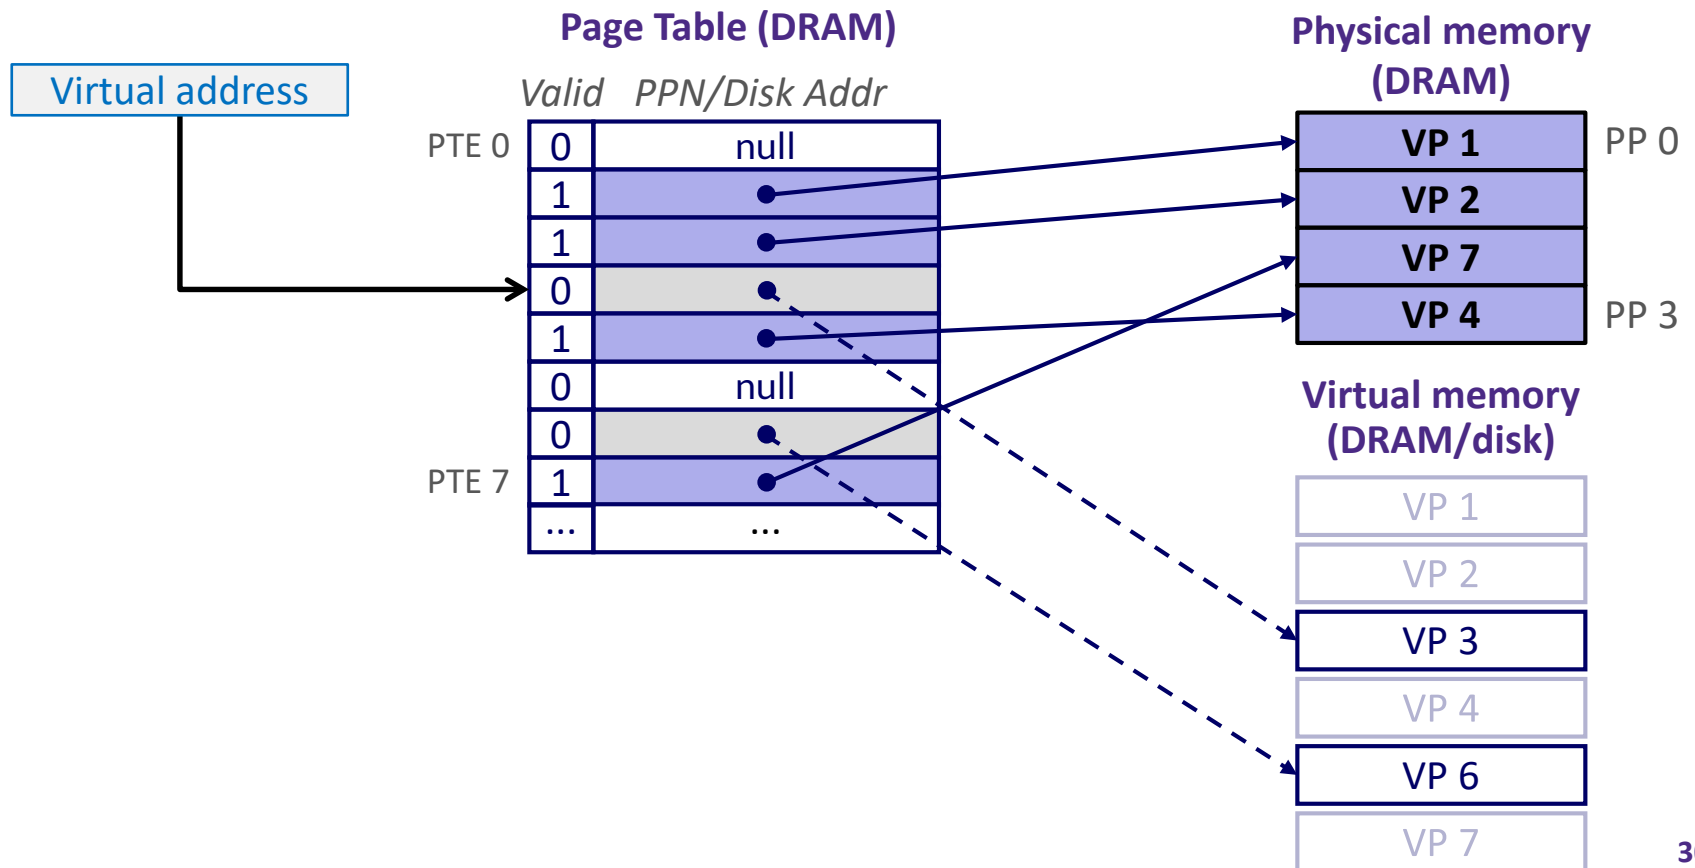 Page Table (DRAM)
Physical memory
(DRAM)
Virtual address
Valid PPN/Disk Addr
PTE 0 0 null
1
1
0
1
0 null
0
PTE 7 1
... ...
VP 1 PP 0
VP 2
VP 7
VP 4 PP 3
Virtual memory
(DRAM/disk)
VP 1
VP 2
VP 3
VP 4
VP 6
VP 7